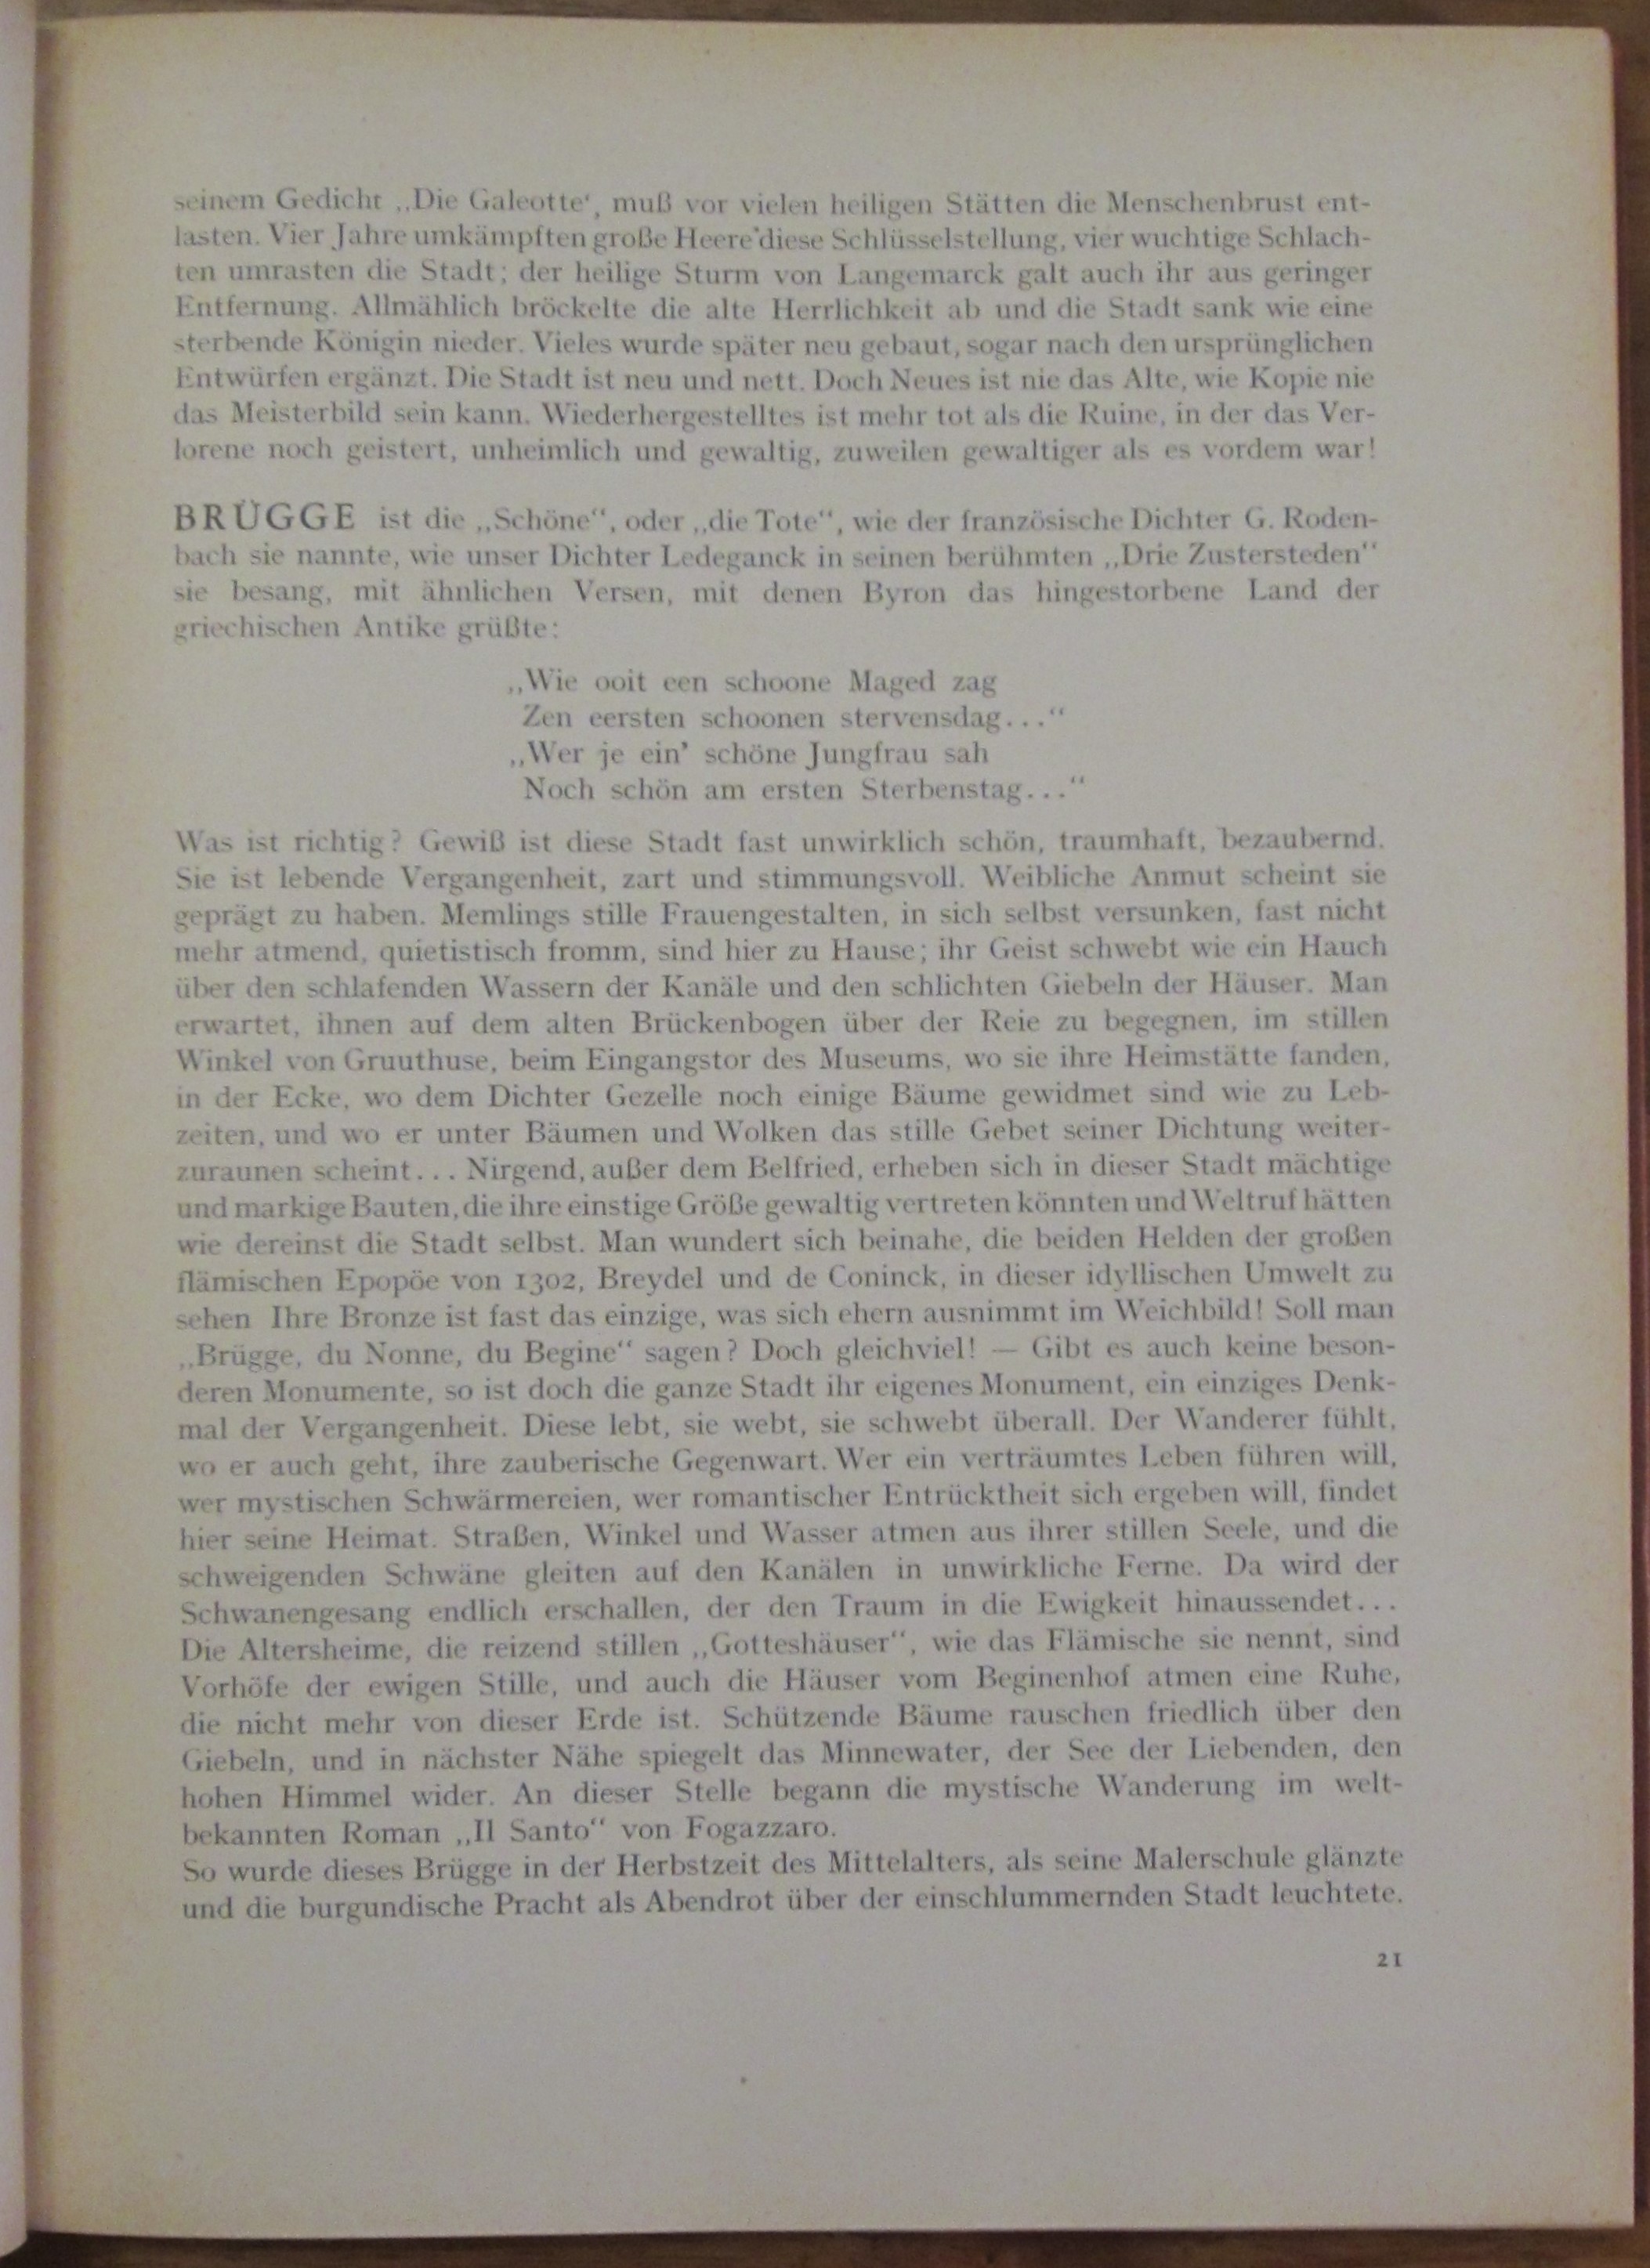 seinem Gedicht „Die Galeotte‘, muß vor vielen heiligen Stätten die Menschenbrust ent-
lasten. Vier Jahre umkämpften große Heere diese Schlüsselstellung, vier wuchtige Schlach-
ten umrasten die Stadt; der heilige Sturm von Langemarck galt auch ihr aus geringer
Entfernung. Allmählich bröckelte die alte Herrlichkeit ab und die Stadt sank wie eine
sterbende Königin nieder. Vieles wurde später neu gebaut, sogar nach den ursprünglichen
Entwürfen ergänzt. Die Stadt ist neu und nett. Doch Neues ist nie das Alte, wie Kopie nie
das Meisterbild sein kann. Wiederhergestelltes ist mehr tot als die Ruine, in der das Ver-
lorene noch geistert, unheimlich und gewaltig, zuweilen gewaltiger als es vordem war!
BRÜGGE ist die „Schöne“, oder „die Tote“, wie der französische Dichter G. Roden-
bach sie nannte, wie unser Dichter Ledeganck in seinen berühmten „Drie Zustersteden“
sie besang, mit ähnlichen Versen, mit denen Byron das hingestorbene Land der
griechischen Antike grüßte:
„Wie ooit een schoone Maged zag
Zen eersten schoonen stervensdag...“
„Wer je ein’ schöne Jungfrau sah
Noch schön am ersten Sterbenstag...“
Was ist richtig? Gewiß ist diese Stadt fast unwirklich schön, traumhaft, bezaubernd.
Sie ist lebende Vergangenheit, zart und stimmungsvoll. Weibliche Anmut scheint sie
geprägt zu haben. Memlings stille Frauengestalten, in sich selbst versunken, fast nicht
mehr atmend, quietistisch fromm, sind hier zu Hause; ihr Geist schwebt wie ein Hauch
über den schlafenden Wassern der Kanäle und den schlichten Giebeln der Häuser. Man
erwartet, ihnen auf dem alten Brückenbogen über der Reie zu begegnen, im stillen
Winkel von Gruuthuse, beim Eingangstor des Museums, wo sie ihre Heimstätte fanden,
in der Ecke, wo dem Dichter Gezelle noch einige Bäume gewidmet sind wie zu Leb-
zeiten, und wo er unter Bäumen und Wolken das stille Gebet seiner Dichtung weiter-
zuraunen scheint... Nirgend, außer dem Belfried, erheben sich in dieser Stadt mächtige
und markige Bauten, die ihre einstige Größe gewaltig vertreten könnten und Weltruf hätten
wie dereinst die Stadt selbst. Man wundert sich beinahe, die beiden Helden der großen
flämischen Epopöe von 1302, Breydel und de Coninck, in dieser idyllischen Umwelt zu
sehen Ihre Bronze ist fast das einzige, was sich ehern ausnimmt im Weichbild! Soll man
„Brügge, du Nonne, du Begine“ sagen? Doch gleichviel! — Gibt es auch keine beson-
deren Monumente, so ist doch die ganze Stadt ihr eigenes Monument, ein einziges Denk-
mal der Vergangenheit. Diese lebt, sie webt, sie schwebt überall. Der Wanderer fühlt,
wo er auch geht, ihre zauberische Gegenwart. Wer ein verträumtes Leben führen will,
wer mystischen Schwärmereien, wer romantischer Entrücktheit sich ergeben will, findet
hier seine Heimat. Straßen, Winkel und Wasser atmen aus ihrer stillen Seele, und die
schweigenden Schwäne gleiten auf den Kanälen in unwirkliche Ferne. Da wird der
Schwanengesang endlich erschallen, der den Traum in die Ewigkeit hinaussendet...
Die Altersheime, die reizend stillen „Gotteshäuser“, wie das Flämische sie nennt, sind
Vorhöfe der ewigen Stille, und auch die Häuser vom Beginenhof atmen eine Ruhe,
die nicht mehr von dieser Erde ist. Schützende Bäume rauschen friedlich über den
Giebeln, und in nächster Nähe spiegelt das Minnewater, der See der Liebenden, den
hohen Himmel wider. An dieser Stelle begann die mystische Wanderung im welt-
bekannten Roman „Il Santo“ von Fogazzaro.
So wurde dieses Brügge in der Herbstzeit des Mittelalters, als seine Malerschule glänzte
und die burgundische Pracht als Abendrot über der einschlummernden Stadt leuchtete.
21